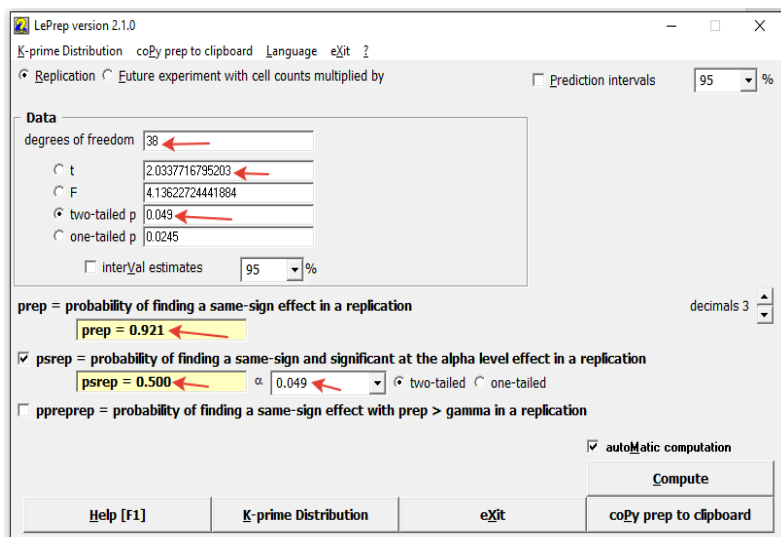 LePrep version 2.1.0
K-prime Distribution coPy prep to clipboard Language eXit ?
Replication Future experiment with cell counts multiplied by Prediction intervals 95 %
Data
degrees of freedom 38
t 2.0337716795203
F 4.13622724441884
two-tailed p 0.049
one-tailed p 0.0245
interVal estimates 95 %
prep = probability of finding a same-sign effect in a replication decimals 3
prep = 0.921
psrep = probability of finding a same-sign and significant at the alpha level effect in a replication
psrep = 0.500 α 0.049 two-tailed one-tailed
ppreprep = probability of finding a same-sign effect with prep > gamma in a replication
autoMatic computation
Compute
Help [F1] K-prime Distribution eXit coPy prep to clipboard